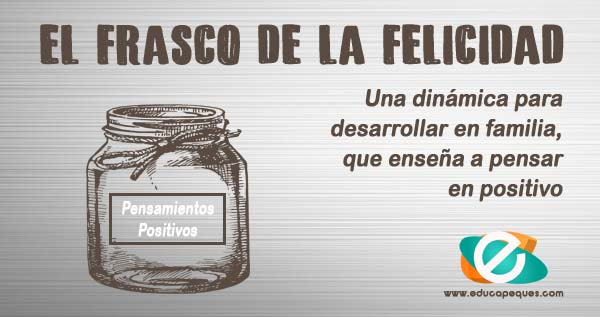 EL FRASCO DE LA FELICIDAD
Una dinámica para
desarrollar en familia,
que enseña a pensar
en positivo
Pensamientos
Positivos
e
www.educapeques.com